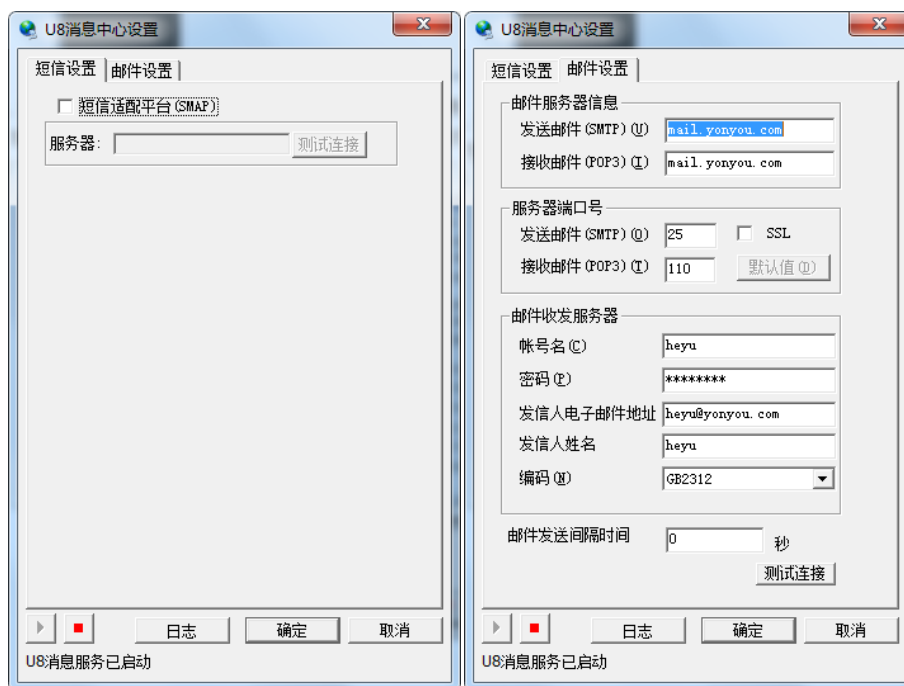 U8消息中心设置
短信设置 邮件设置
短信适配平台(SMAP)
服务器: 测试连接
日志 确定 取消
U8消息服务已启动
U8消息中心设置
短信设置 邮件设置
邮件服务器信息
发送邮件(SMTP)(U) mail.yonyou.com
接收邮件(POP3)(I) mail.yonyou.com
服务器端口号
发送邮件(SMTP)(O) 25 SSL
接收邮件(POP3)(T) 110 默认值(D)
邮件收发服务器
帐号名(C) heyu
密码(P) ********
发信人电子邮件地址 heyu@yonyou.com
发信人姓名 heyu
编码(N) GB2312
邮件发送间隔时间 0 秒
测试连接
日志 确定 取消
U8消息服务已启动